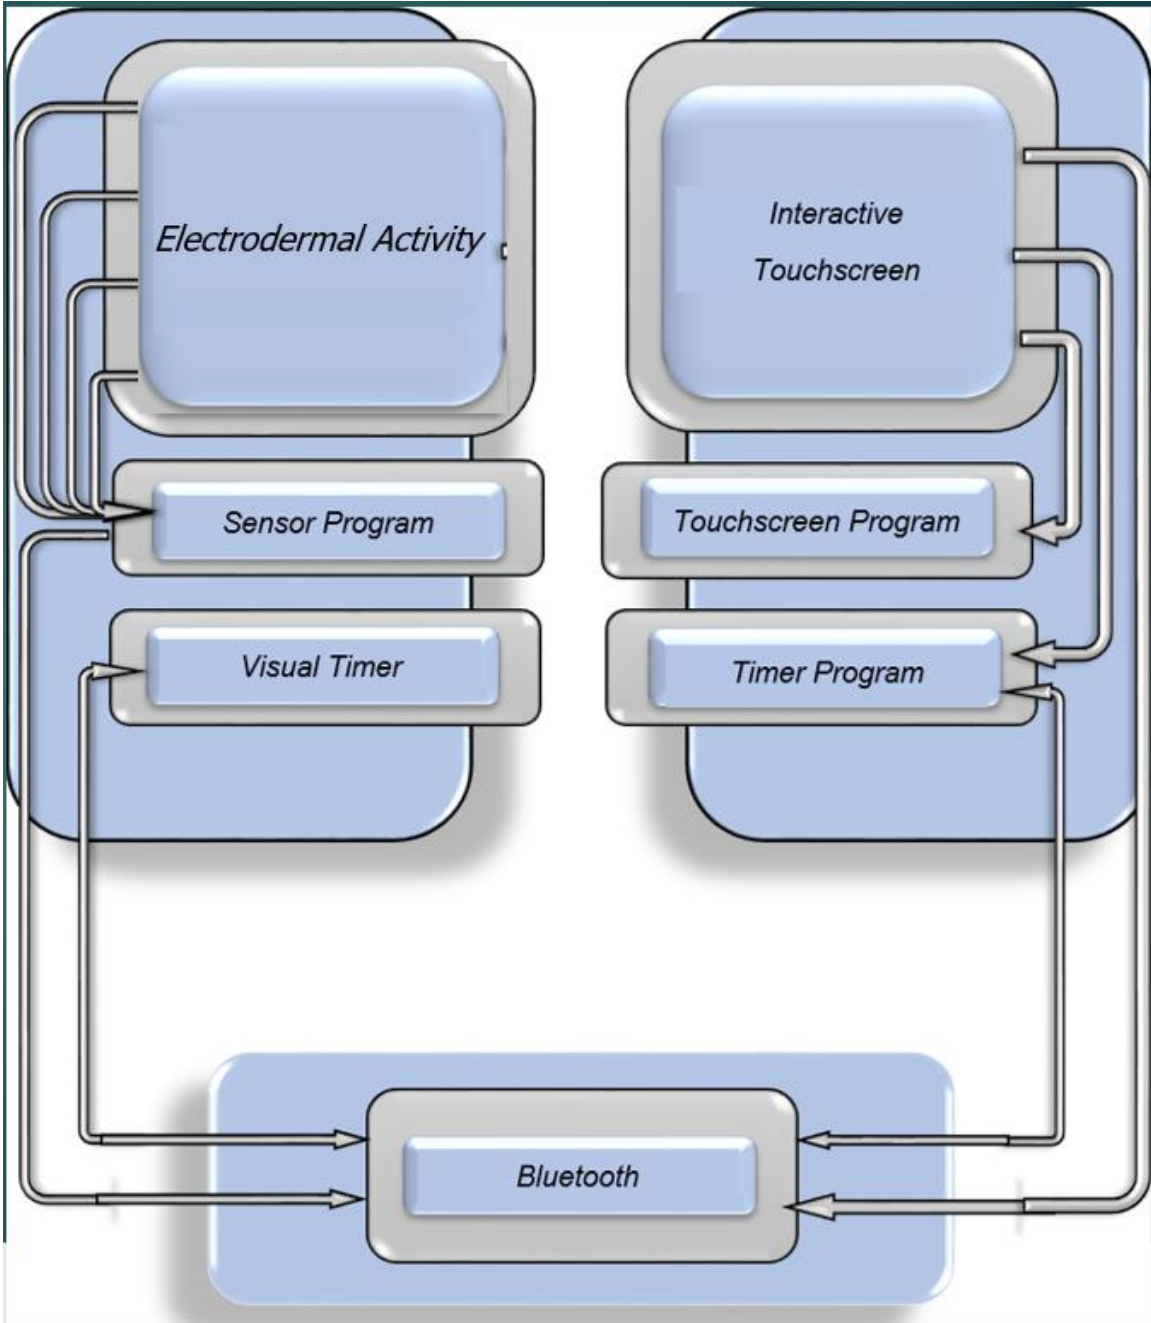 Electrodermal Activity
Interactive
Touchscreen
Sensor Program
Touchscreen Program
Visual Timer
Timer Program
Bluetooth